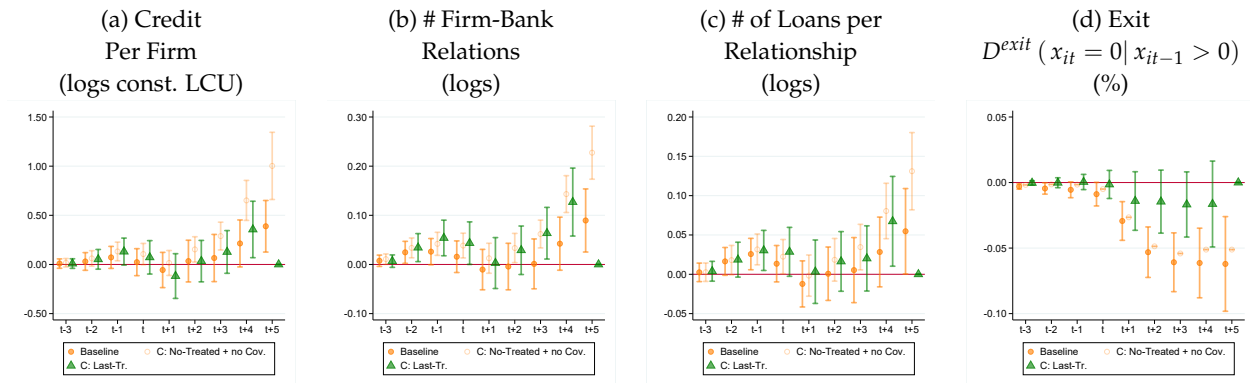 (a) Credit
Per Firm
(logs const. LCU)
1.50
1.00
0.50
0.00
-0.50
t-3 t-2 t-1 t t+1 t+2 t+3 t+4 t+5
Baseline C: No-Treated + no Cov.
C: Last-Tr.
(b) # Firm-Bank
Relations
(logs)
0.30
0.20
0.10
0.00
-0.10
t-3 t-2 t-1 t t+1 t+2 t+3 t+4 t+5
Baseline C: No-Treated + no Cov.
C: Last-Tr.
(c) # of Loans per
Relationship
(logs)
0.20
0.15
0.10
0.05
0.00
-0.05
t-3 t-2 t-1 t t+1 t+2 t+3 t+4 t+5
Baseline C: No-Treated + no Cov.
C: Last-Tr.
(d) Exit
D^{exit} (x_{it} = 0| x_{it−1} > 0)
(%)
0.05
0.00
-0.05
-0.10
t-3 t-2 t-1 t t+1 t+2 t+3 t+4 t+5
Baseline C: No-Treated + no Cov.
C: Last-Tr.